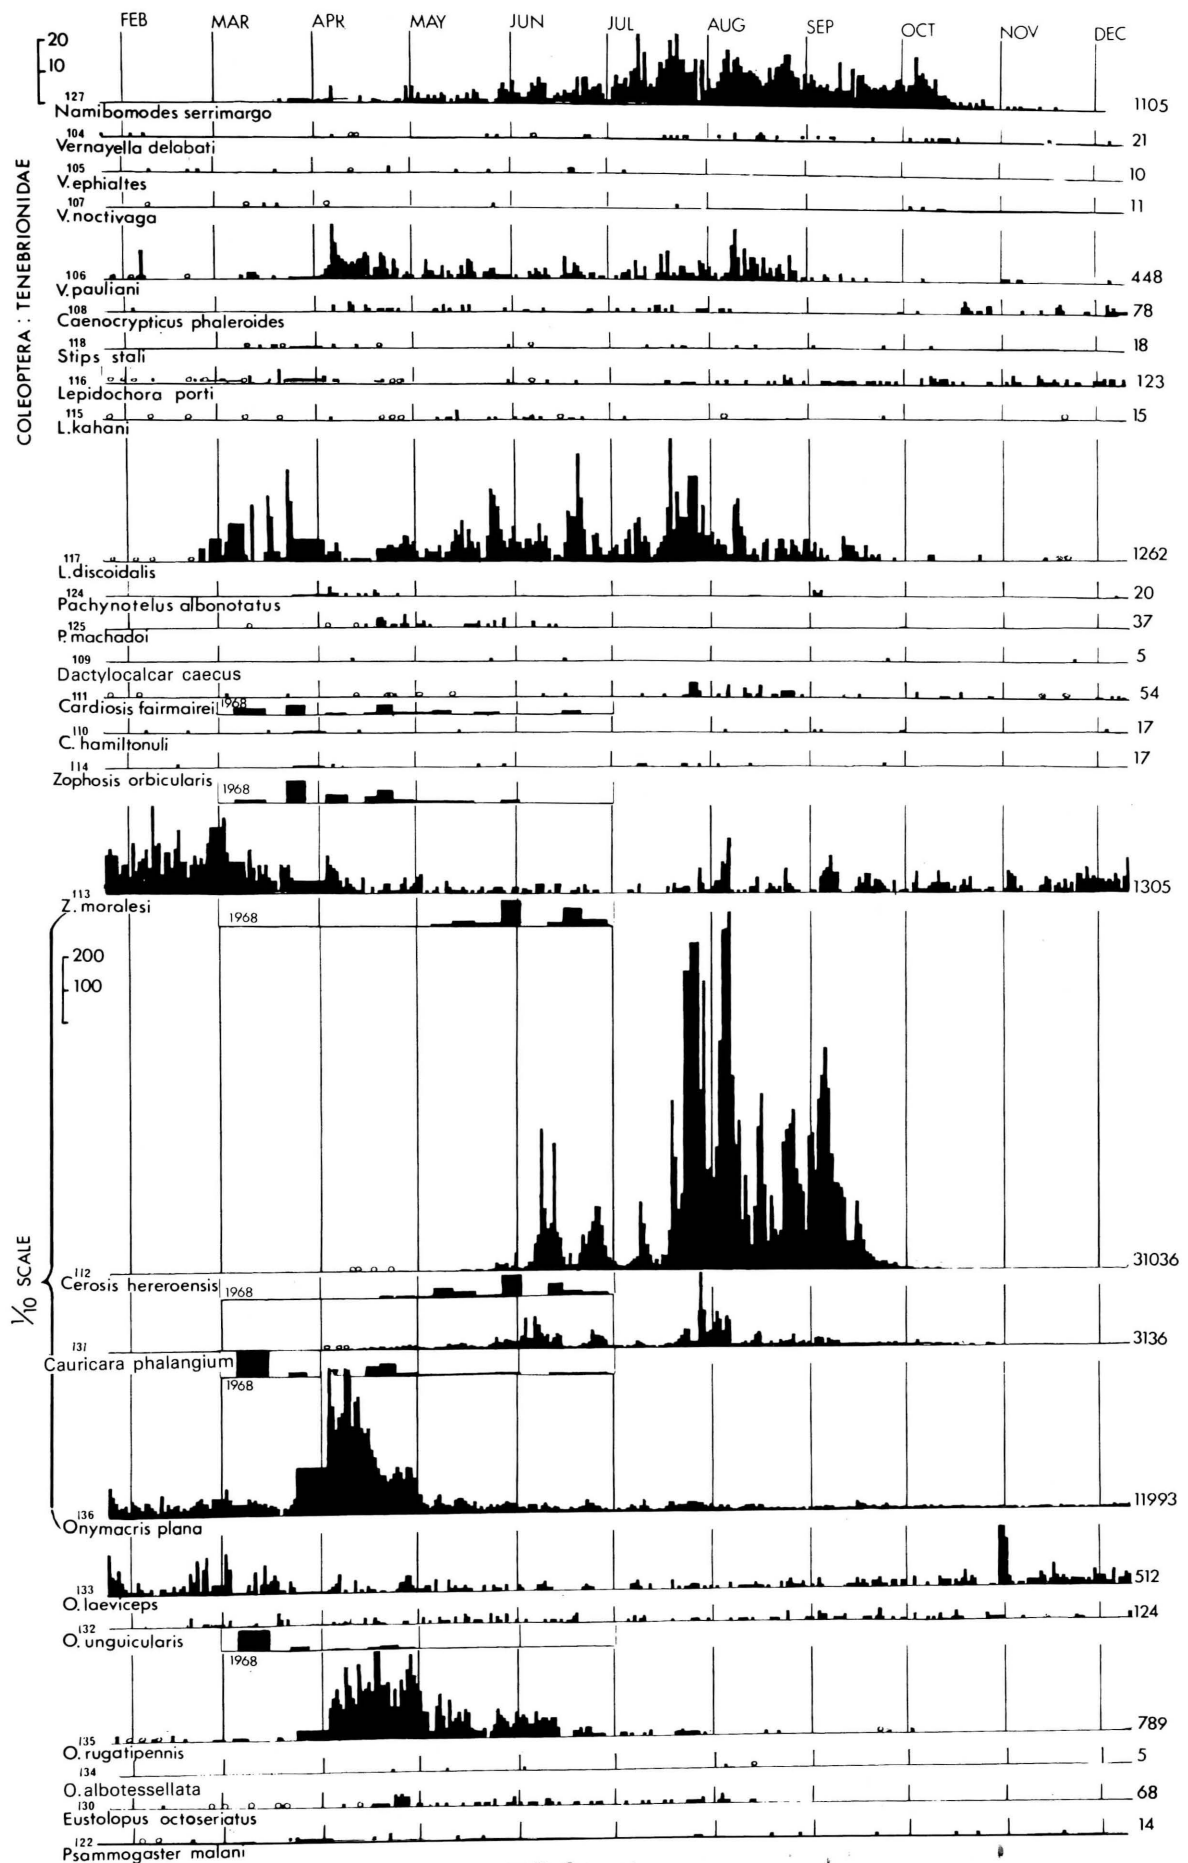 FEB MAR APR MAY JUN JUL AUG SEP OCT NOV DEC
20
10
COLEOPTERA : TENEBRIONIDAE
127 1105
Namibomodes serrimargo
104 21
Vernayella delabati
105 10
V. ephialtes
107 11
V. noctivaga
106 448
V. pauliani
108 78
Caenocrypticus phaleroides
118 18
Stips stali
116 123
Lepidochora porti
115 15
L. kahani
117 1262
L. discoidalis
124 20
Pachynotelus albonotatus
125 37
P. machadoi
109 5
Dactylocalcar caecus
111 54
Cardiosis fairmairei 1968
110 17
C. hamiltonuli
114 17
Zophosis orbicularis
1968
113 1305
Z. moralesi
1968
200
100
1/10 SCALE
112 31036
Cerosis hereroensis 1968
131 3136
Cauricara phalangium
1968
136 11993
Onymacris plana
133 512
O. laeviceps
132 124
O. unguicularis
1968
135 789
O. rugatipennis
134 5
O. albotessellata
130 68
Eustolopus octoseriatus
122 14
Psammogaster malani